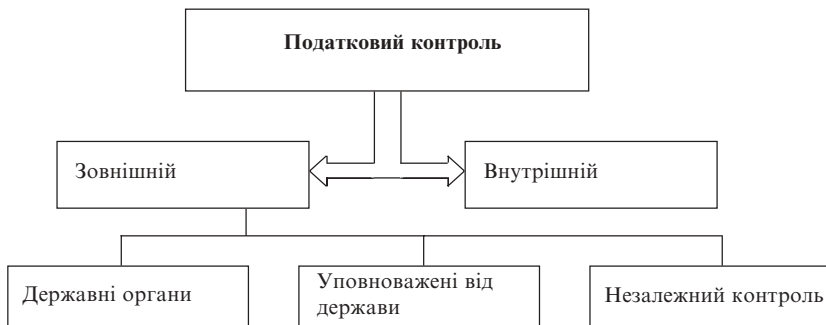 Податковий контроль
Зовнішній
Внутрішній
Державні органи
Уповноважені від
держави
Незалежний контроль